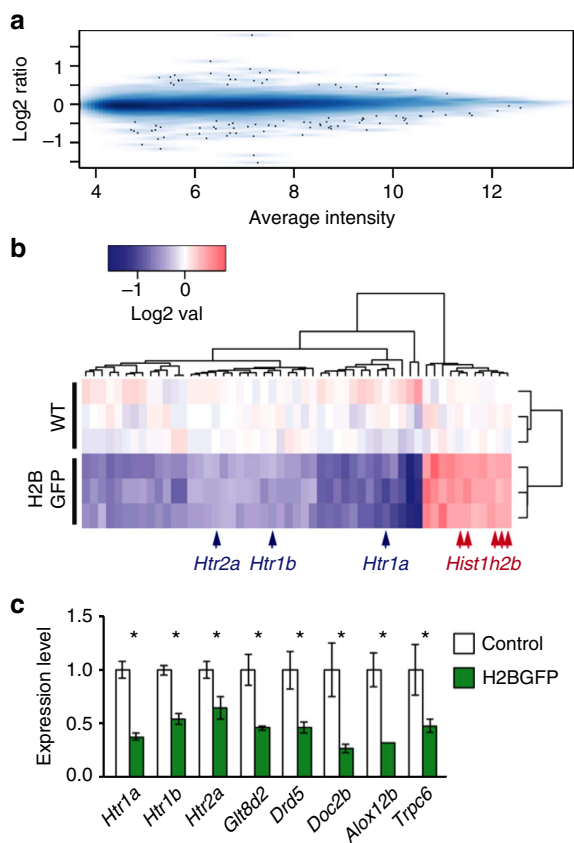 a
Log2 ratio
1
0
−1
4 6 8 10 12
Average intensity
b
−1 0
Log2 val
WT
H2B
GFP
Htr2a Htr1b Htr1a Hist1h2b
c
Expression level
1.5
1.0
0.5
0.0
* * * * * * * *
Control
H2BGFP
Htr1a Htr1b Htr2a Glt8d2 Drd5 Doc2b Alox12b Trpc6